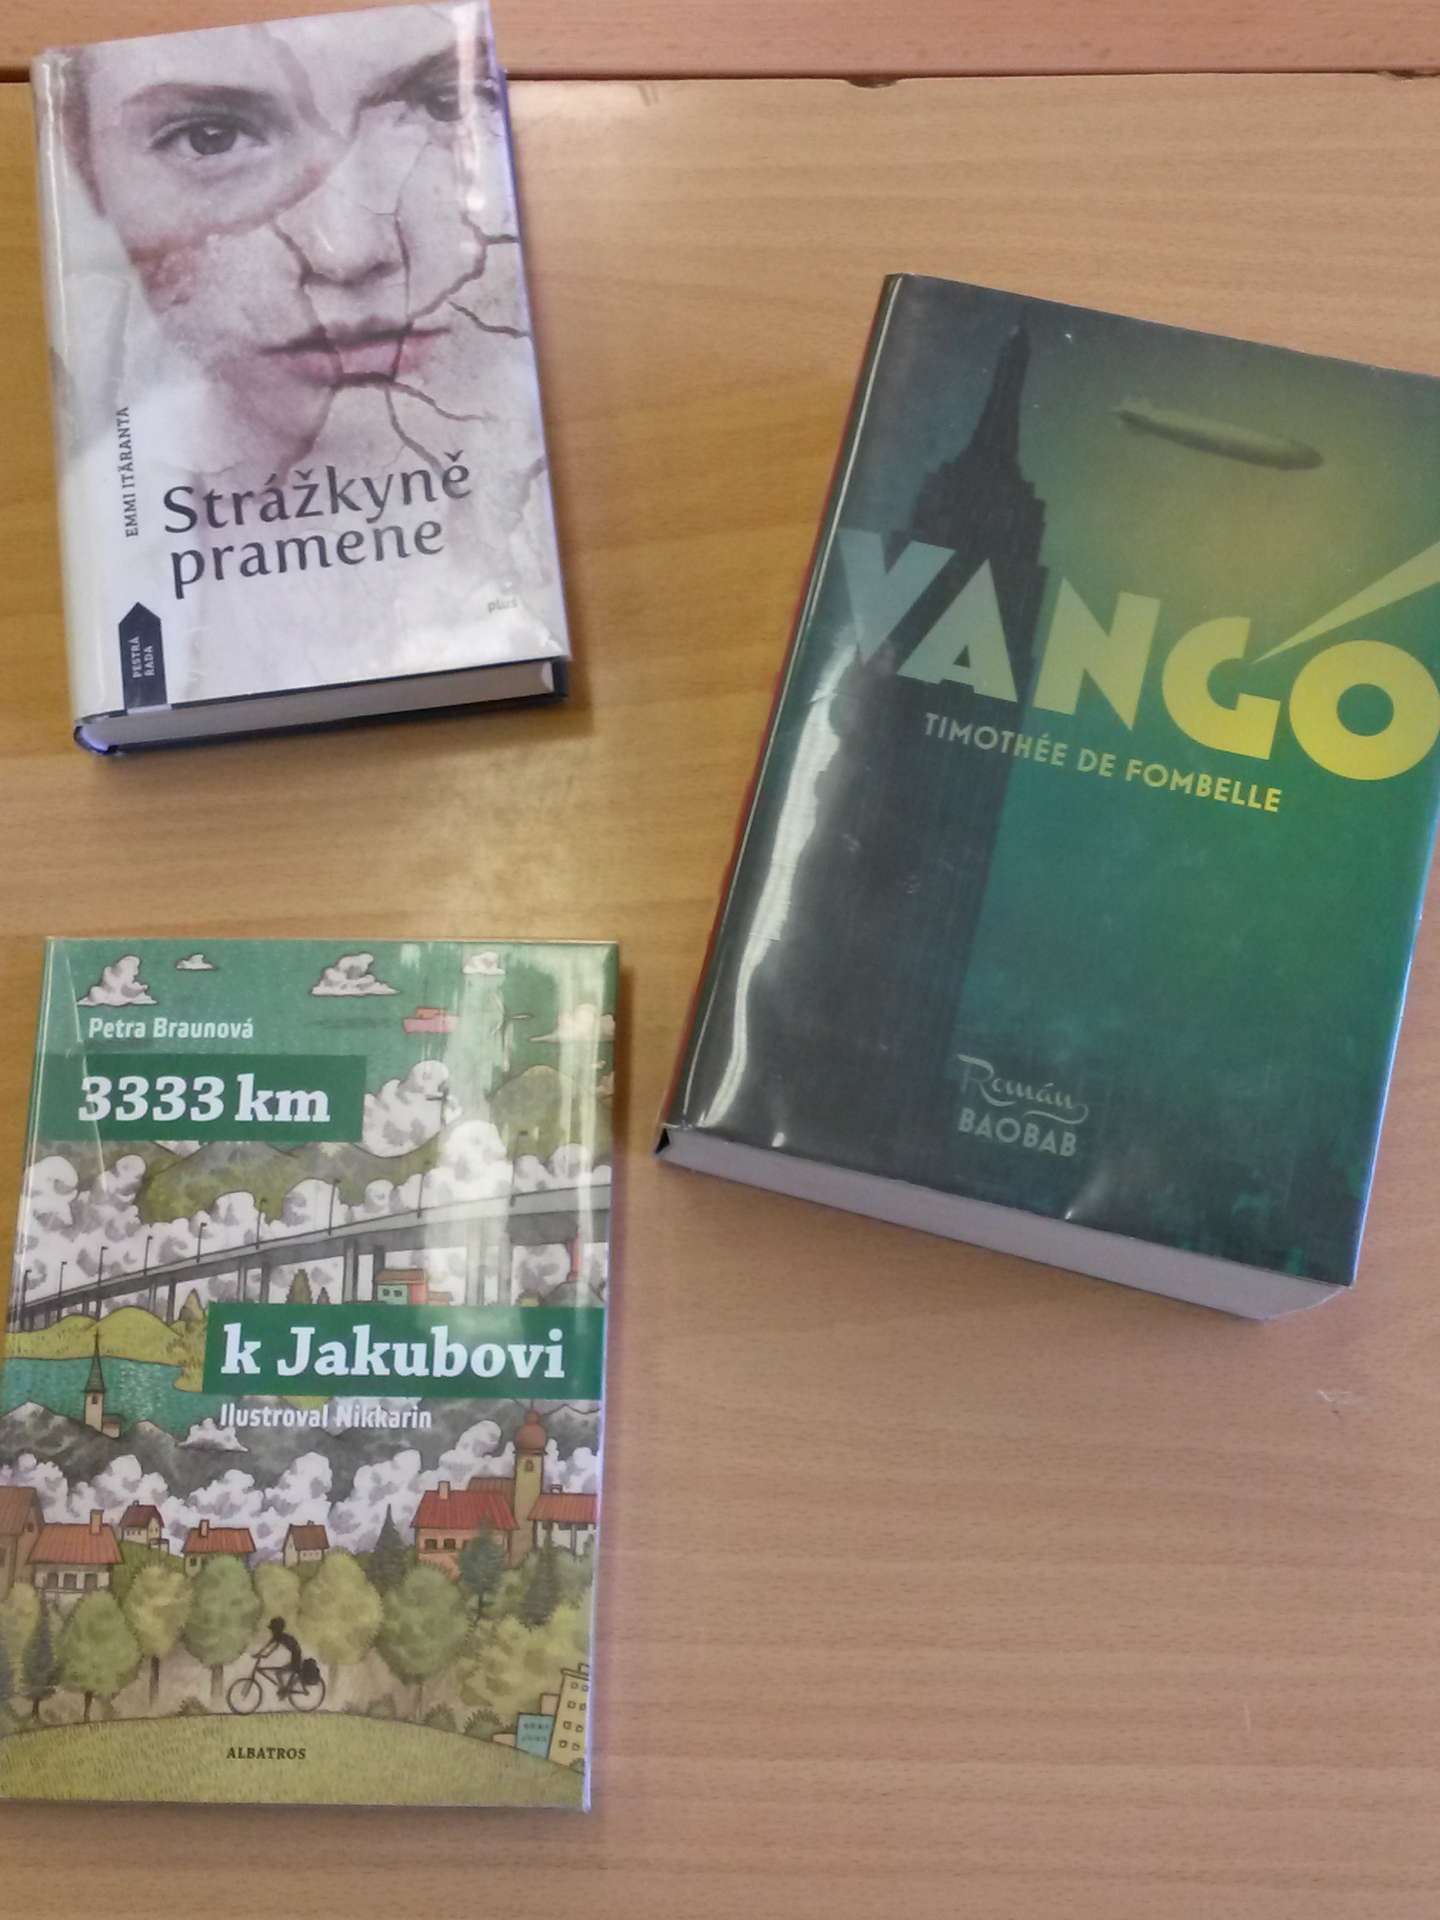 EMMI ITÄRANTA
Strážkyně
pramene
plus
PESTRÁ
ŘADA
VANGO
TIMOTHÉE DE FOMBELLE
Román
BAOBAB
Petra Braunová
3333 km
k Jakubovi
Ilustroval Nikkarin
ALBATROS